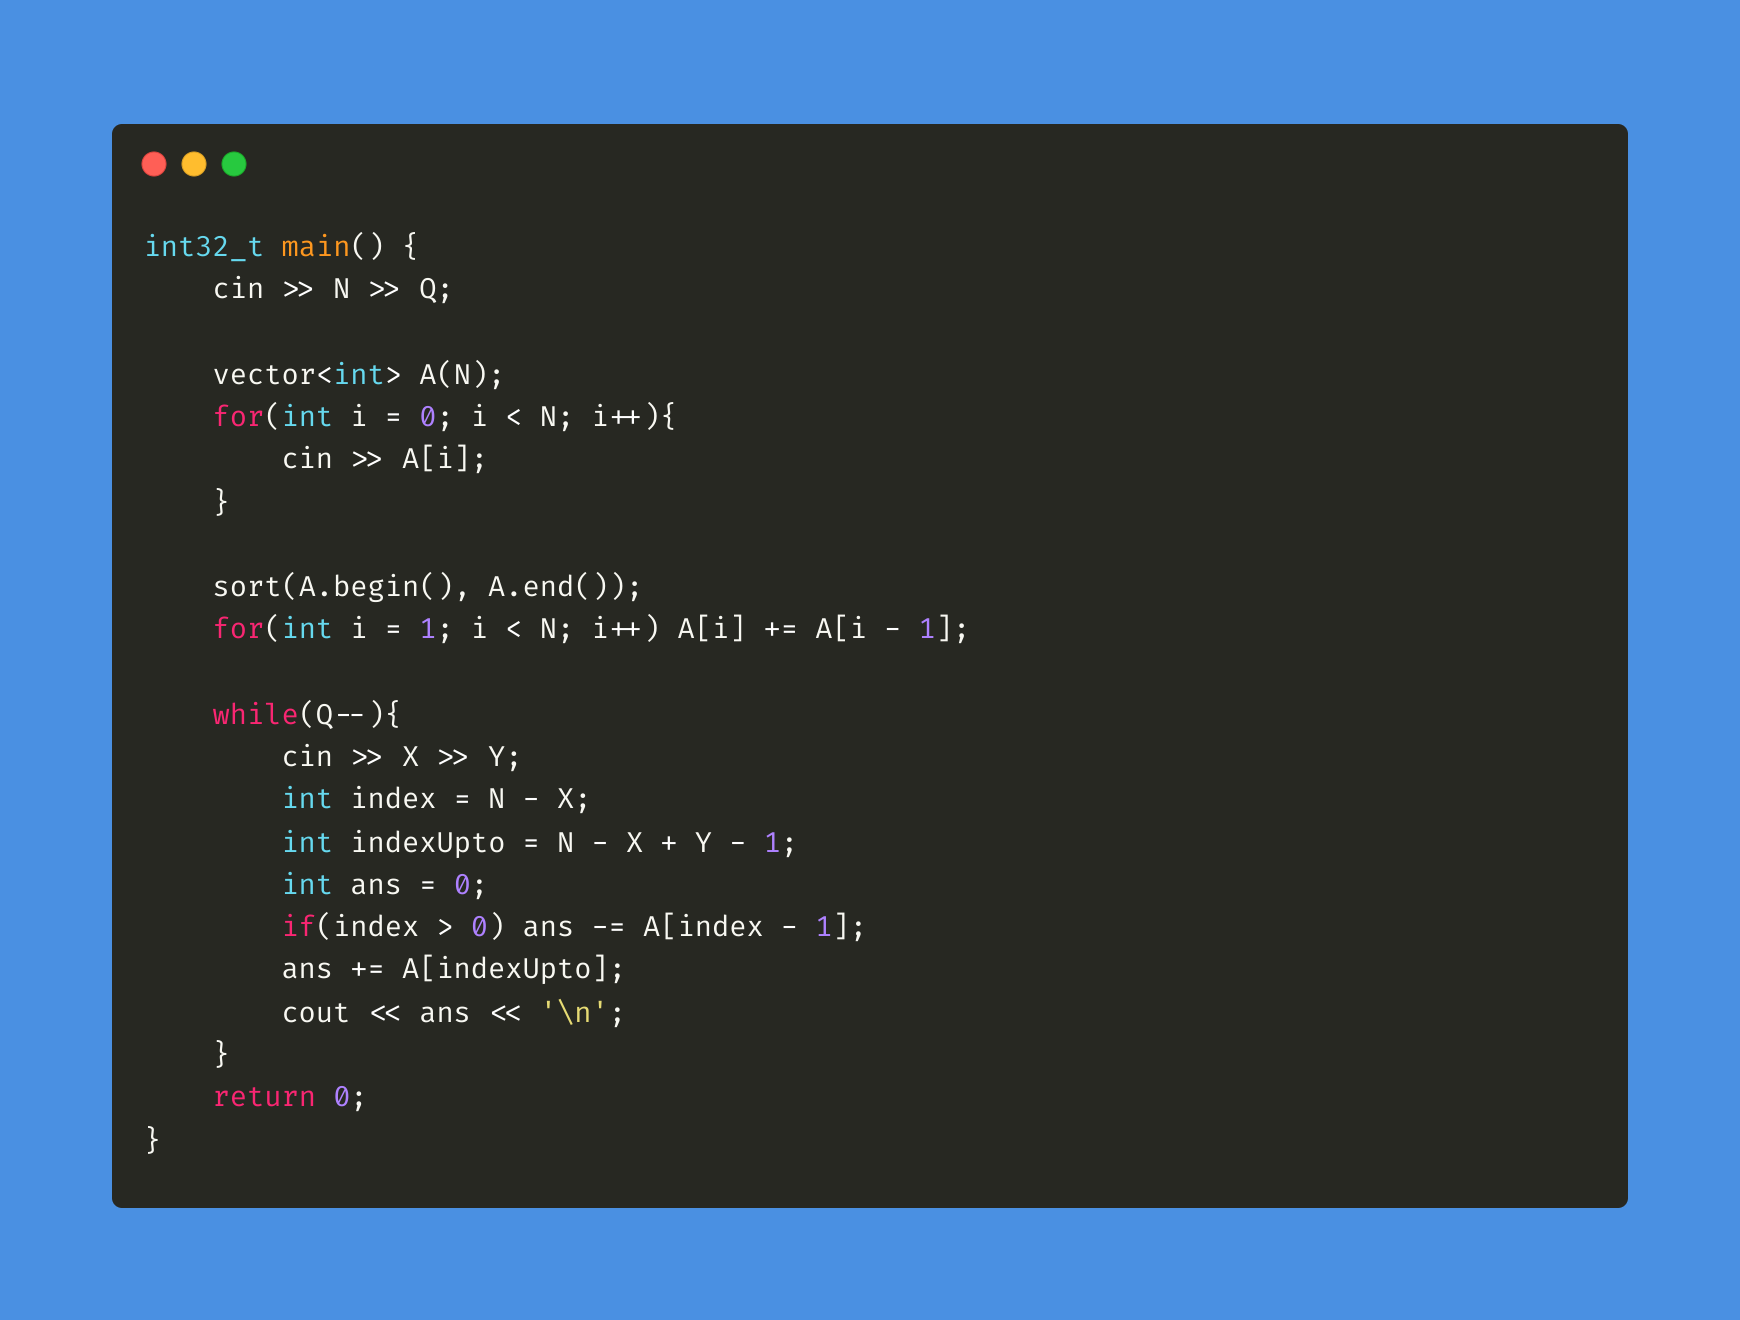 int32_t main() {
    cin >> N >> Q;

    vector<int> A(N);
    for(int i = 0; i < N; i++){
        cin >> A[i];
    }

    sort(A.begin(), A.end());
    for(int i = 1; i < N; i++) A[i] += A[i - 1];

    while(Q--){
        cin >> X >> Y;
        int index = N - X;
        int indexUpto = N - X + Y - 1;
        int ans = 0;
        if(index > 0) ans -= A[index - 1];
        ans += A[indexUpto];
        cout << ans << '\n';
    }
    return 0;
}